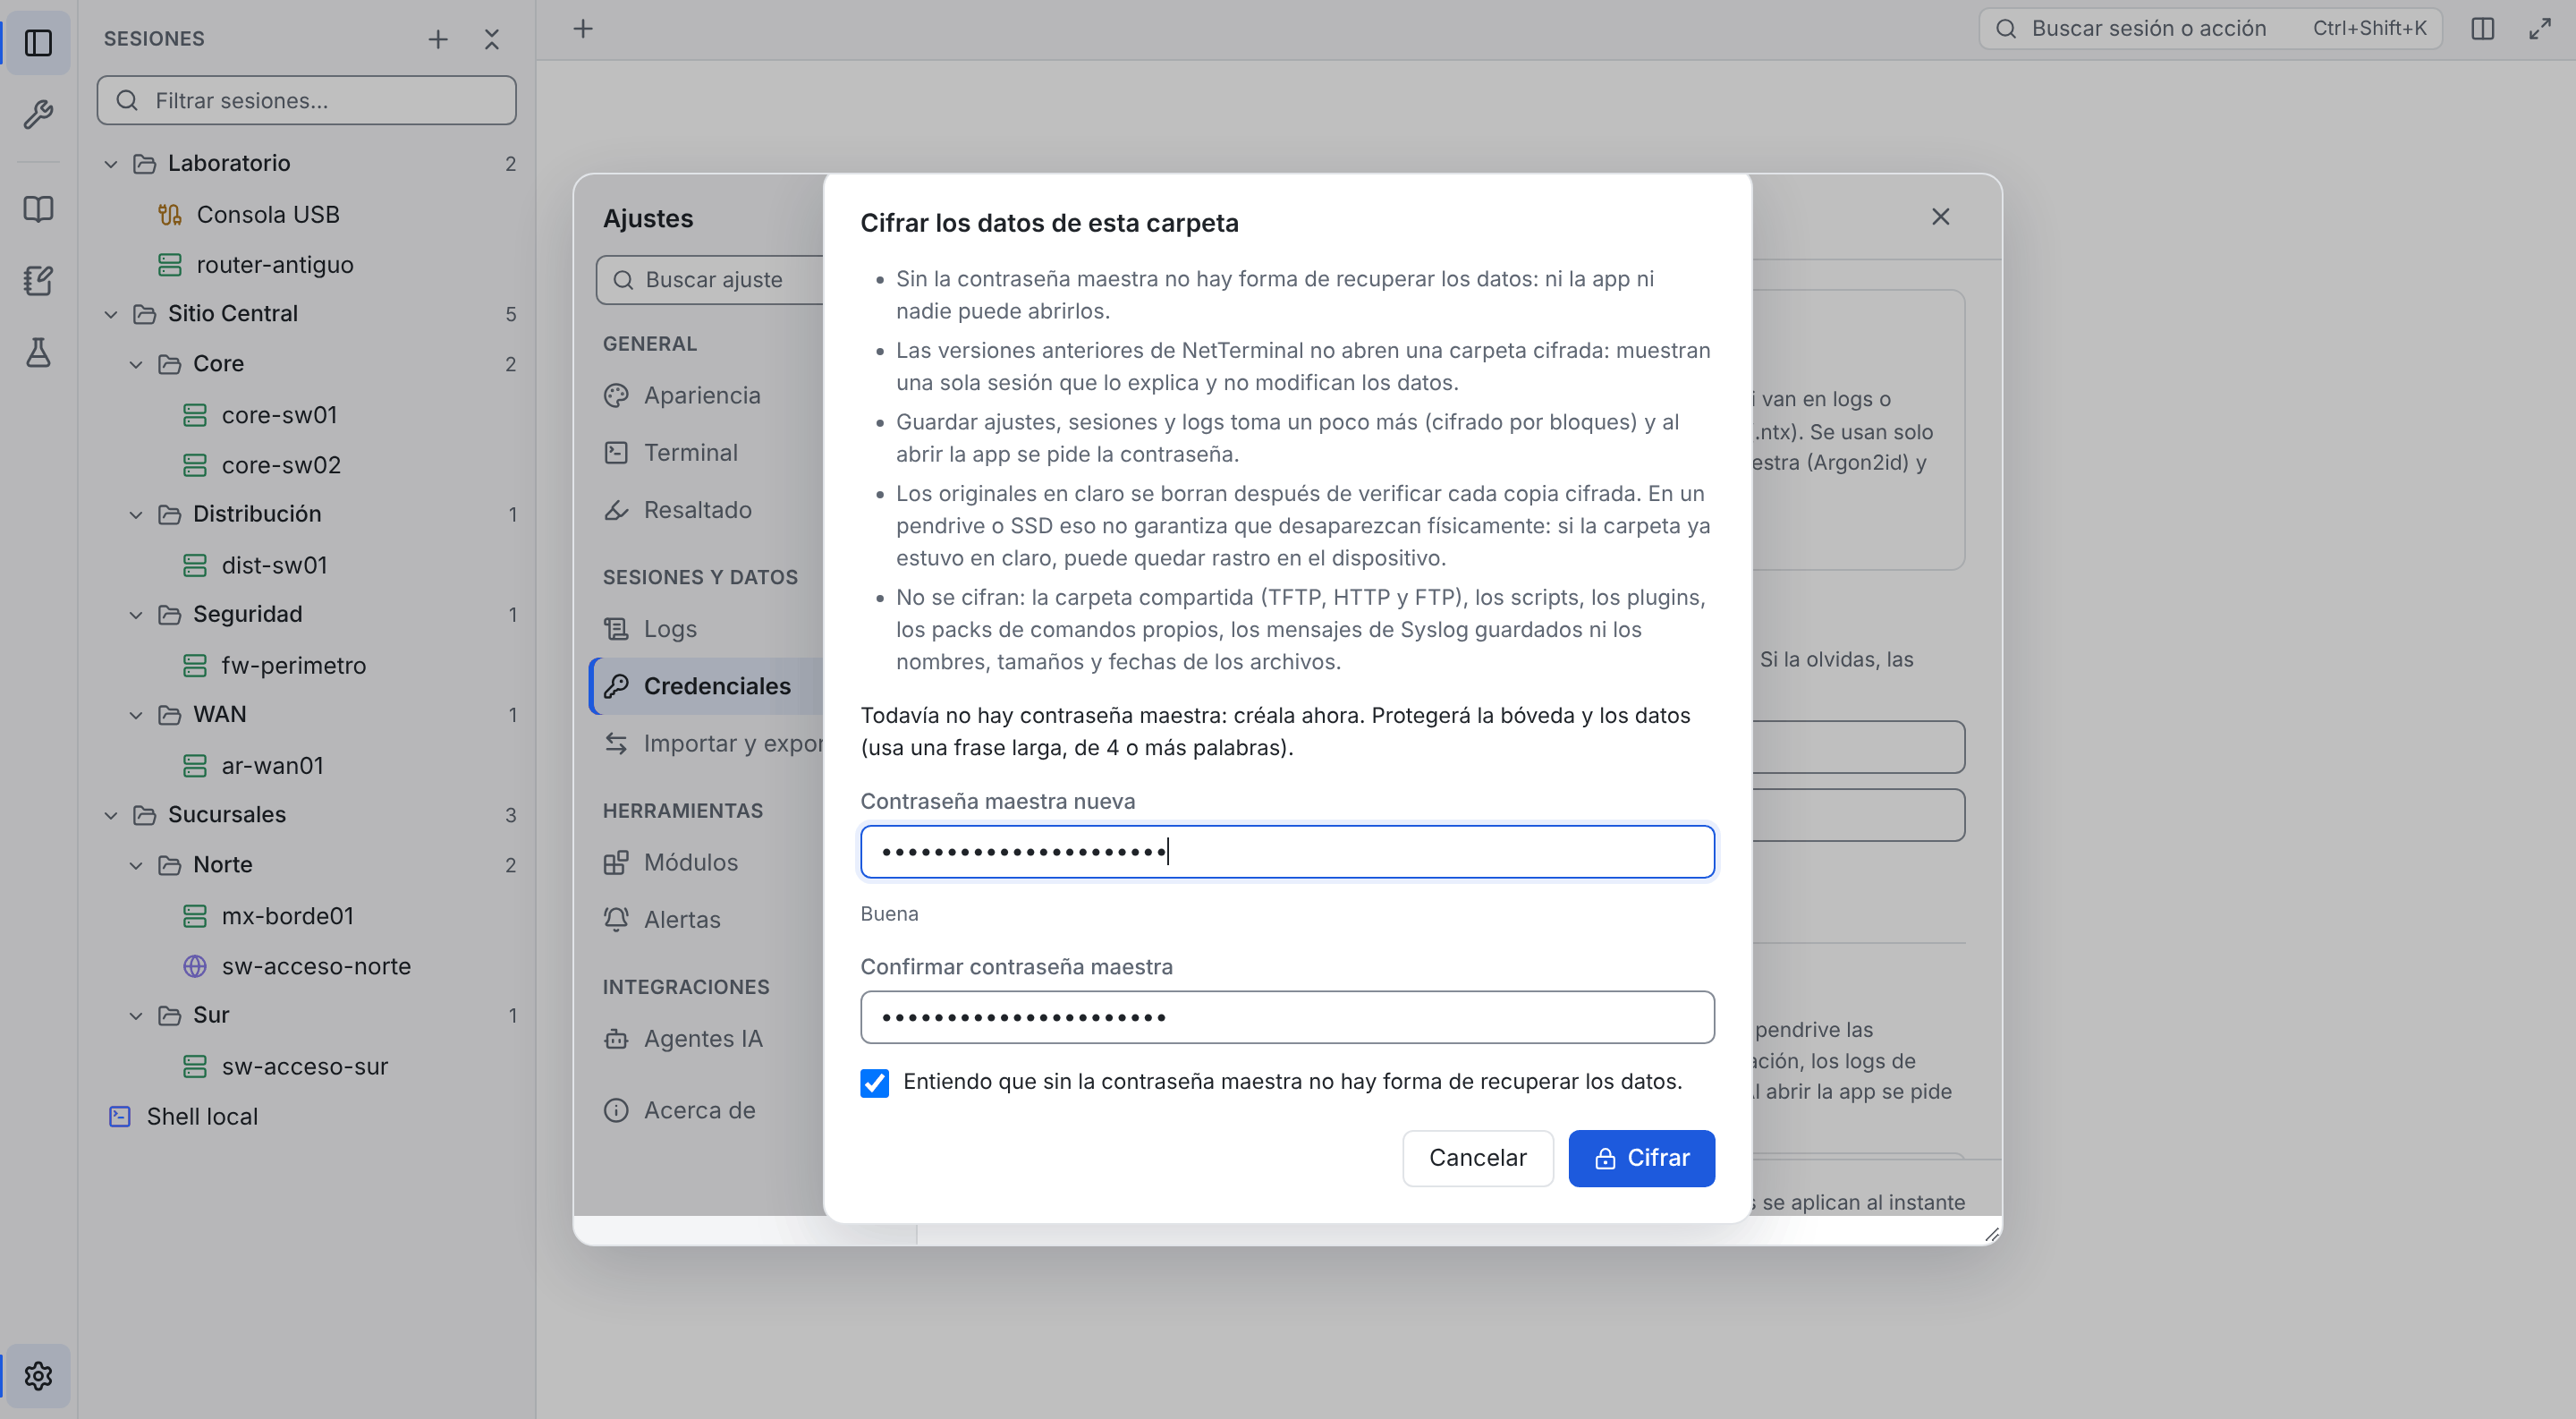 SESIONES
Filtrar sesiones...
Laboratorio 2
Consola USB
router-antiguo
Sitio Central 5
Core 2
core-sw01
core-sw02
Distribución 1
dist-sw01
Seguridad 1
fw-perimetro
WAN 1
ar-wan01
Sucursales 3
Norte 2
mx-borde01
sw-acceso-norte
Sur 1
sw-acceso-sur
Shell local
Buscar sesión o acción Ctrl+Shift+K
Ajustes
Buscar ajuste
GENERAL
Apariencia
Terminal
Resaltado
SESIONES Y DATOS
Logs
Credenciales
Importar y expor
HERRAMIENTAS
Módulos
Alertas
INTEGRACIONES
Agentes IA
Acerca de
Cifrar los datos de esta carpeta
• Sin la contraseña maestra no hay forma de recuperar los datos: ni la app ni
nadie puede abrirlos.
• Las versiones anteriores de NetTerminal no abren una carpeta cifrada: muestran
una sola sesión que lo explica y no modifican los datos.
• Guardar ajustes, sesiones y logs toma un poco más (cifrado por bloques) y al
abrir la app se pide la contraseña.
• Los originales en claro se borran después de verificar cada copia cifrada. En un
pendrive o SSD eso no garantiza que desaparezcan físicamente: si la carpeta ya
estuvo en claro, puede quedar rastro en el dispositivo.
• No se cifran: la carpeta compartida (TFTP, HTTP y FTP), los scripts, los plugins,
los packs de comandos propios, los mensajes de Syslog guardados ni los
nombres, tamaños y fechas de los archivos.
Todavía no hay contraseña maestra: créala ahora. Protegerá la bóveda y los datos
(usa una frase larga, de 4 o más palabras).
Contraseña maestra nueva
••••••••••••••••••••••
Buena
Confirmar contraseña maestra
••••••••••••••••••••••
Entiendo que sin la contraseña maestra no hay forma de recuperar los datos.
Cancelar
Cifrar
van en logs o
.ntx). Se usan solo
estra (Argon2id) y
Si la olvidas, las
pendrive las
ación, los logs de
abrir la app se pide
se aplican al instante